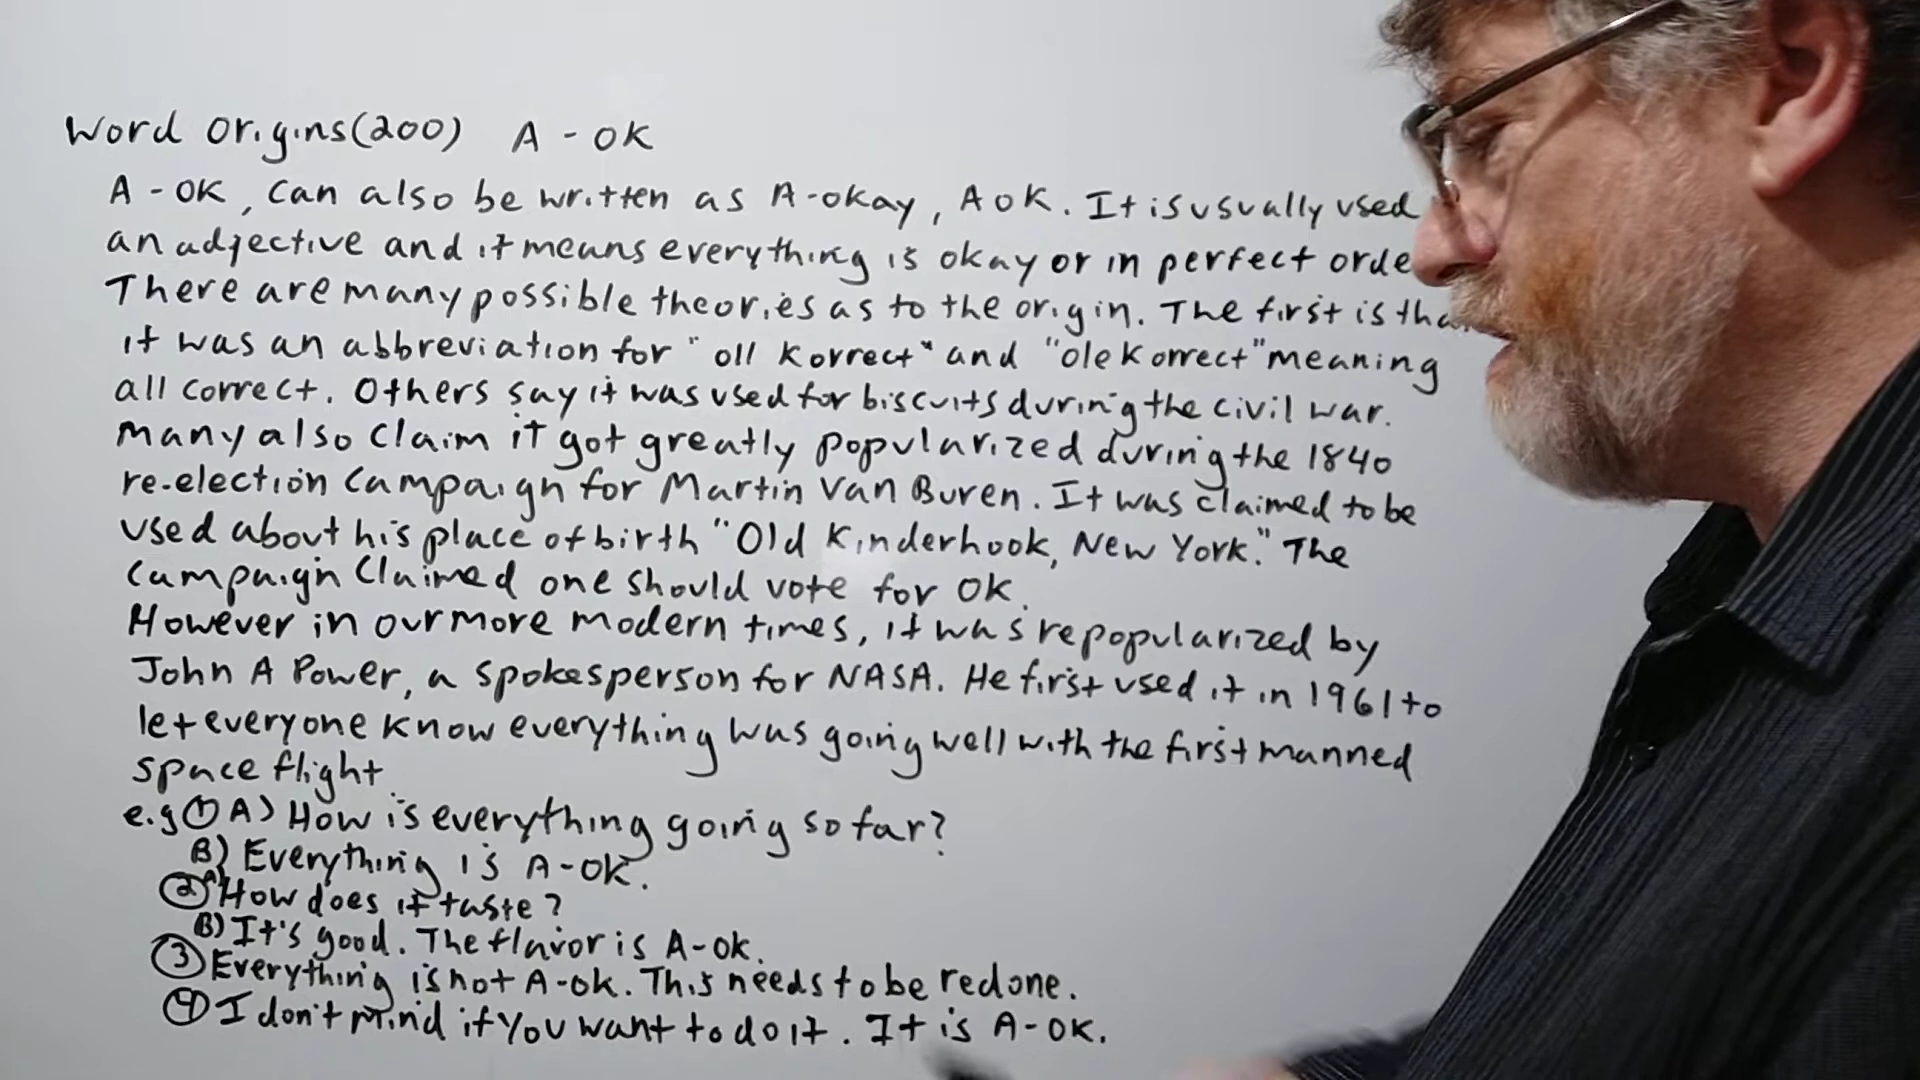 Word Origins(200) A-OK
A-OK, can also be written as A-okay, AOK. It is usually used
an adjective and it means everything is okay or in perfect orde
There are many possible theories as to the origin. The first is tha
it was an abbreviation for "oll korrect" and "ole korrect" meaning
all correct. Others say it was used for biscuits during the civil war.
Many also claim it got greatly popularized during the 1840
re-election campaign for Martin Van Buren. It was claimed to be
used about his place of birth "Old Kinderhook, New York." The
campaign claimed one should vote for OK.
However in our more modern times, it was repopularized by
John A Power, a spokesperson for NASA. He first used it in 1961 to
let everyone know everything was going well with the first manned
space flight.
e.g ① A) How is everything going so far?
B) Everything is A-OK.
② A) How does it taste?
B) It's good. The flavor is A-OK.
③ Everything is not A-OK. This needs to be redone.
④ I don't mind if you want to do it. It is A-OK.